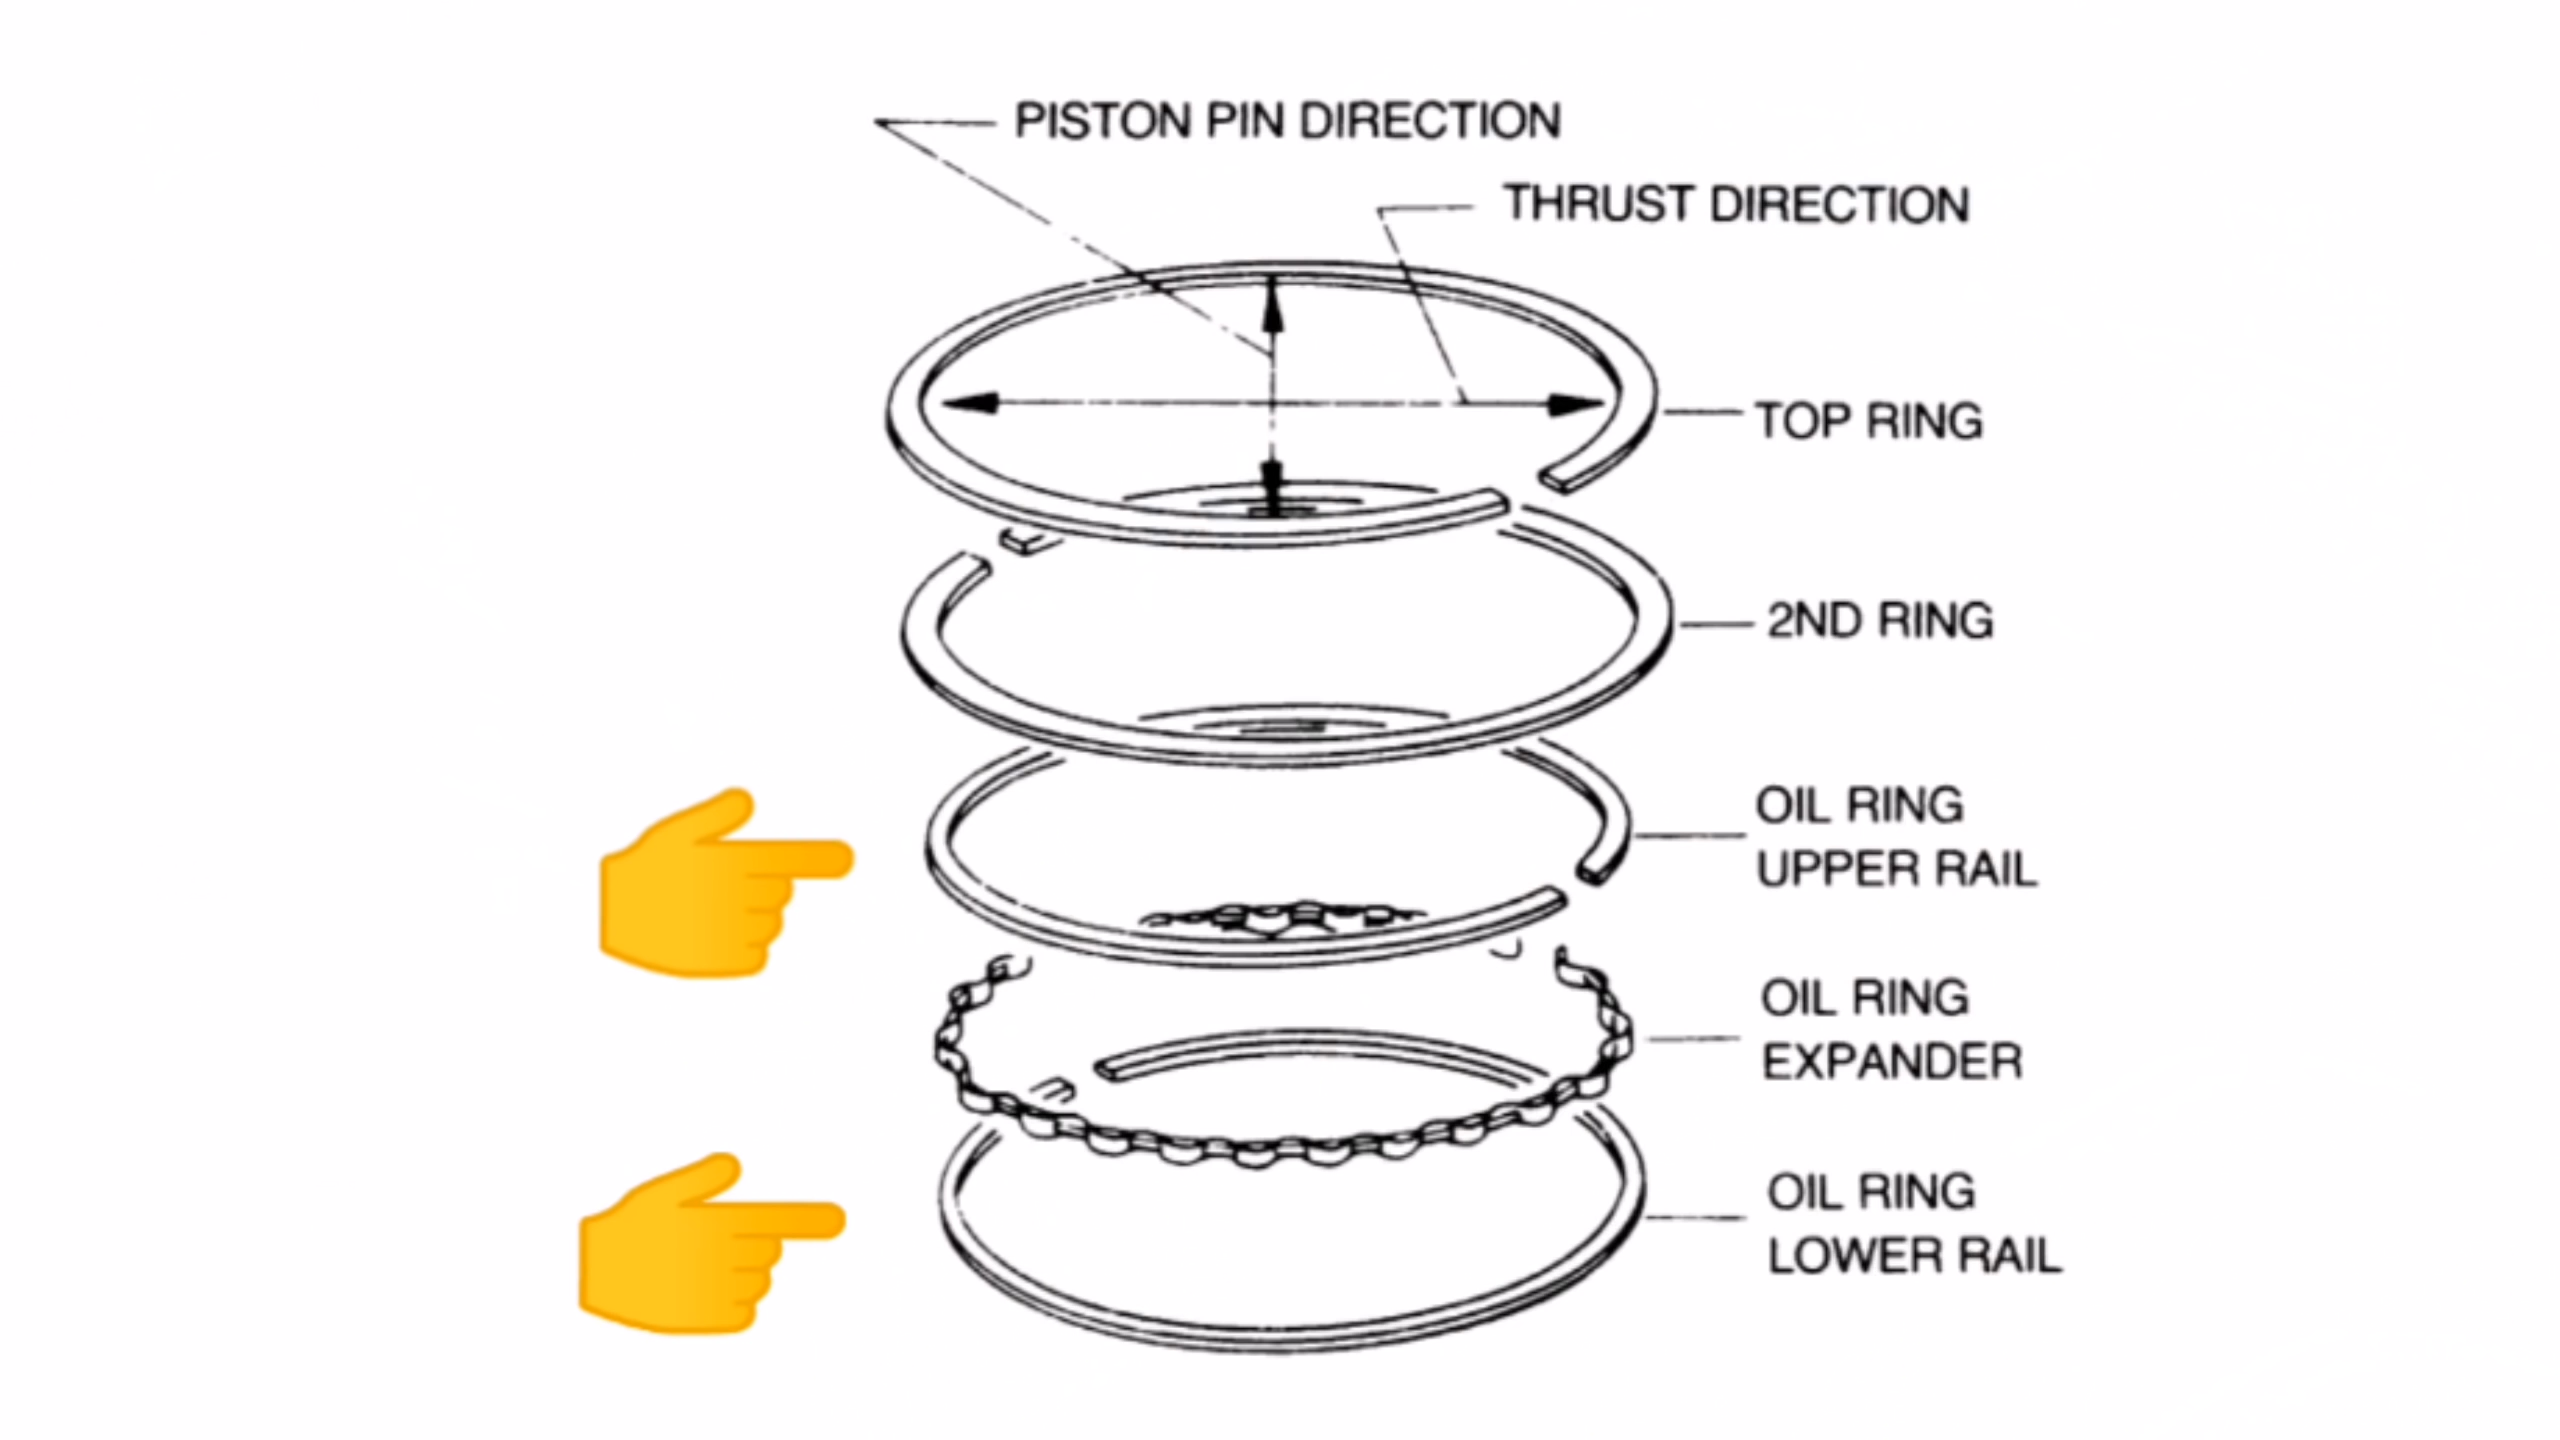 PISTON PIN DIRECTION
THRUST DIRECTION
TOP RING
2ND RING
OIL RING
UPPER RAIL
OIL RING
EXPANDER
OIL RING
LOWER RAIL